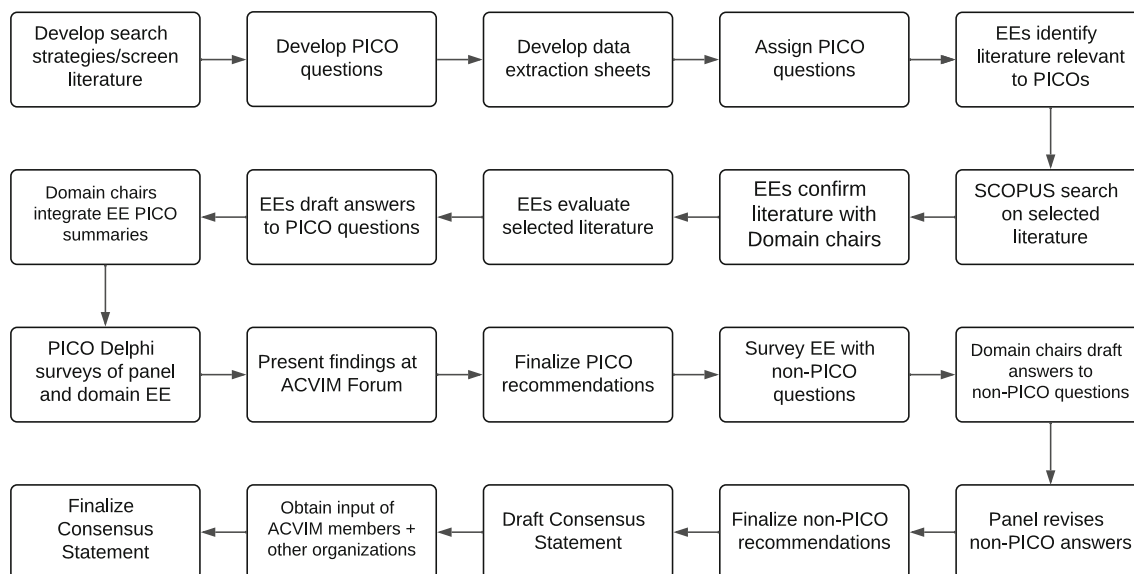 Develop search
strategies/screen
literature
Develop PICO
questions
Develop data
extraction sheets
Assign PICO
questions
EEs identify
literature relevant
to PICOs
SCOPUS search
on selected
literature
EEs confirm
literature with
Domain chairs
EEs evaluate
selected literature
EEs draft answers
to PICO questions
Domain chairs
integrate EE PICO
summaries
PICO Delphi
surveys of panel
and domain EE
Present findings at
ACVIM Forum
Finalize PICO
recommendations
Survey EE with
non-PICO
questions
Domain chairs draft
answers to
non-PICO questions
Panel revises
non-PICO answers
Finalize non-PICO
recommendations
Draft Consensus
Statement
Obtain input of
ACVIM members +
other organizations
Finalize
Consensus
Statement